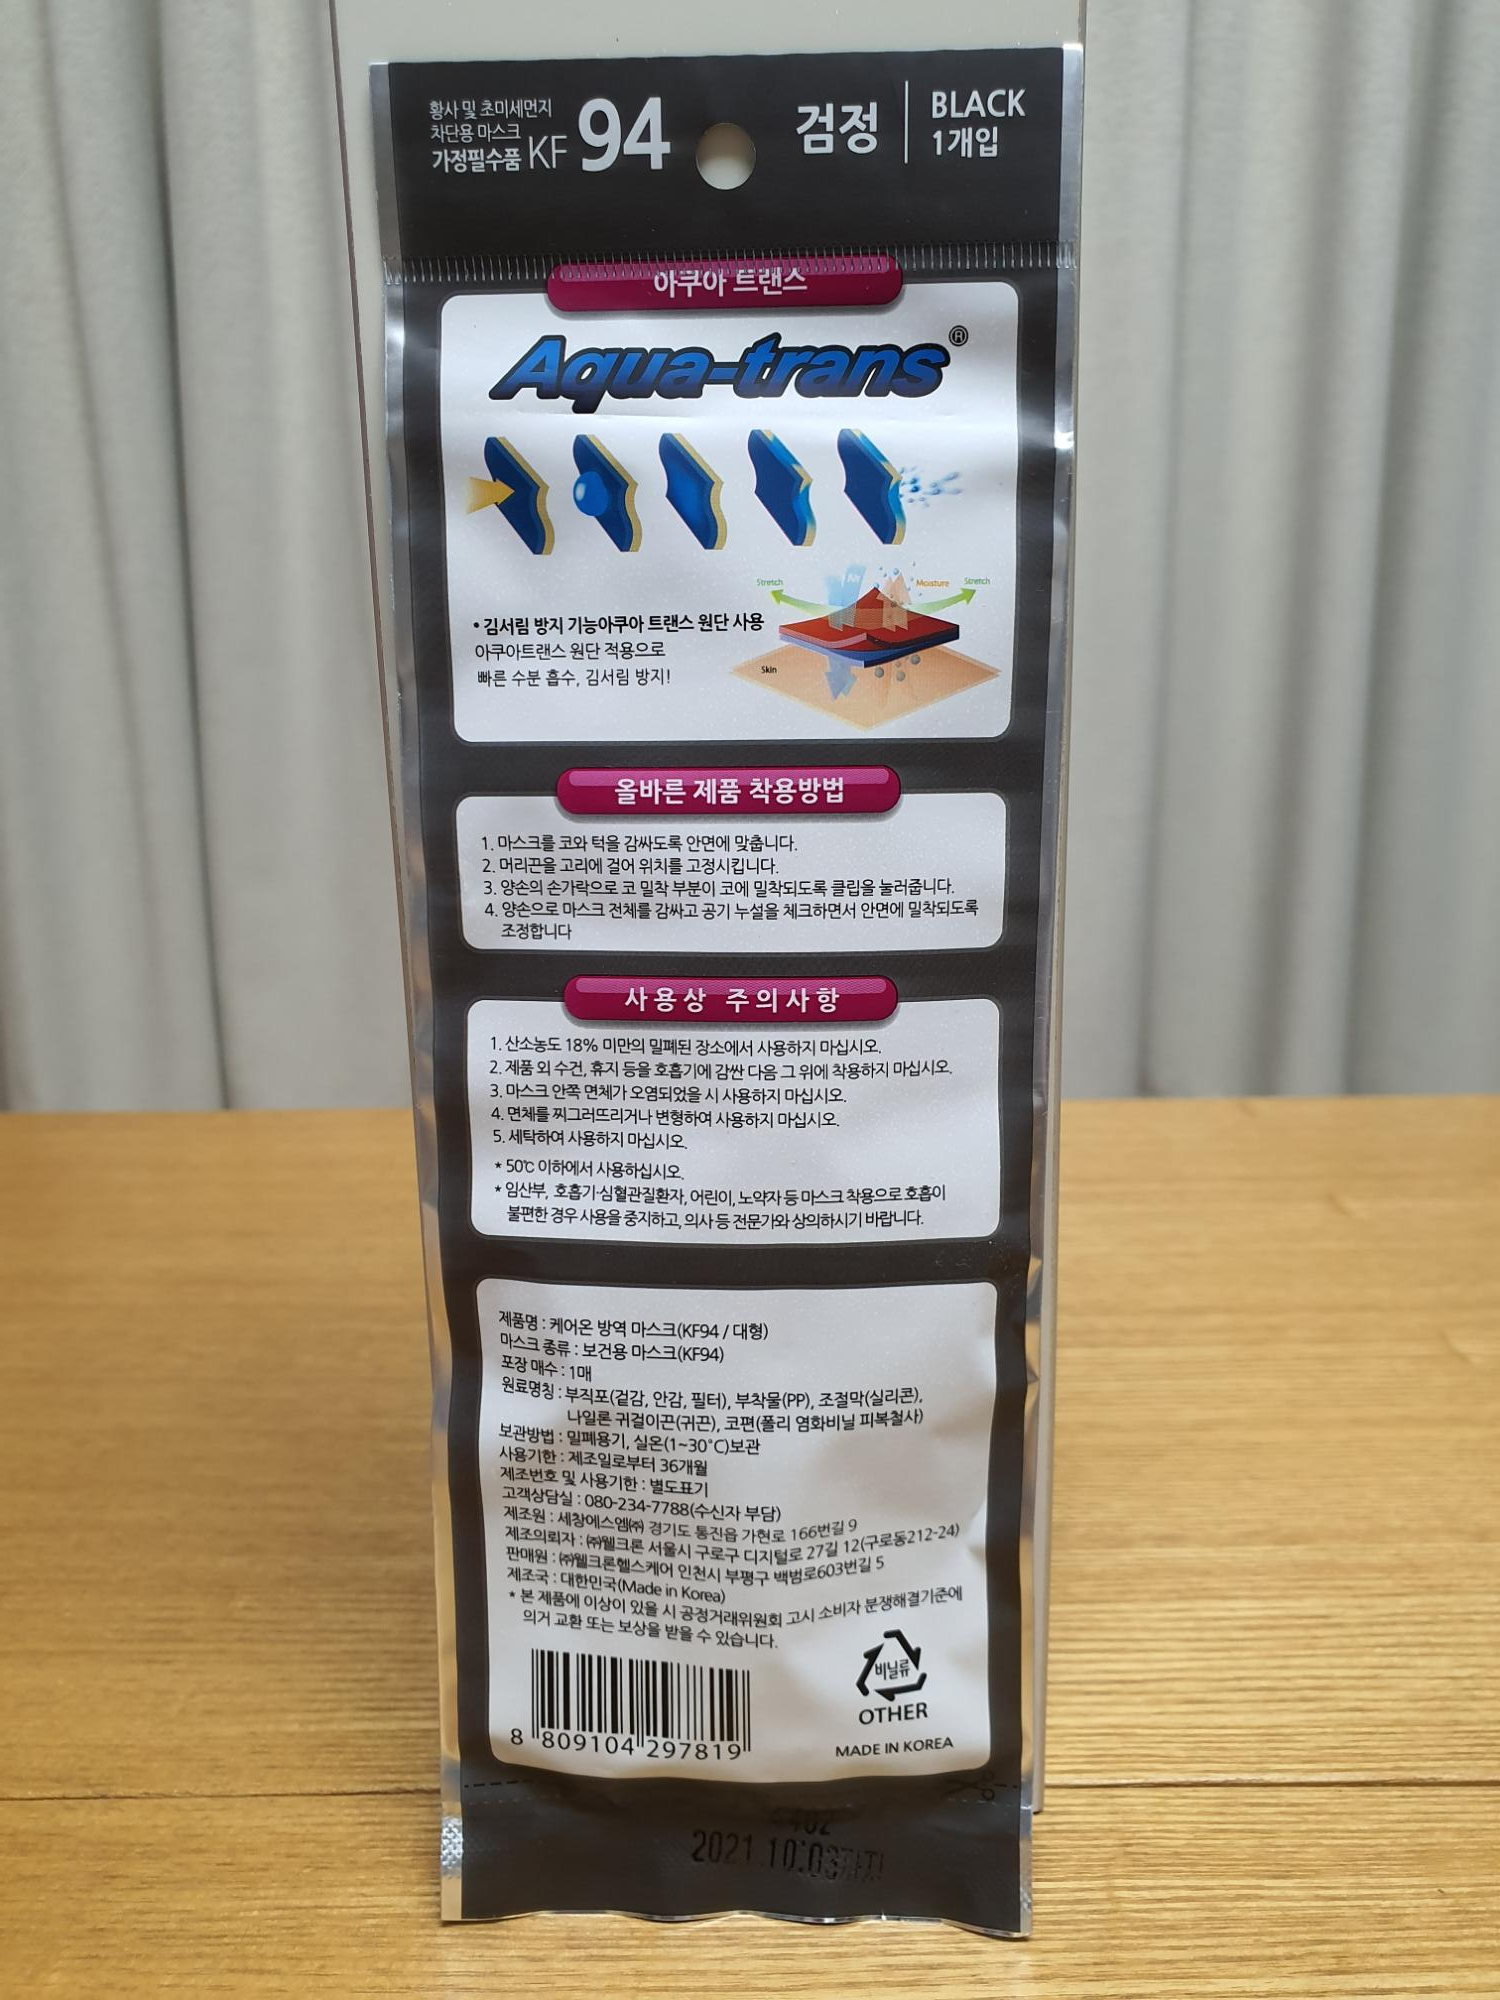 황사 및 초미세먼지
차단용 마스크
가정필수품 KF 94
검정
BLACK
1개입
아쿠아 트랜스
Aqua-trans®
Stretch
Air
Moisture
Stretch
Skin
• 김서림 방지 기능아쿠아 트랜스 원단 사용
아쿠아트랜스 원단 적용으로
빠른 수분 흡수, 김서림 방지!
올바른 제품 착용방법
1. 마스크를 코와 턱을 감싸도록 안면에 맞춥니다.
2. 머리끈을 고리에 걸어 위치를 고정시킵니다.
3. 양손의 손가락으로 코 밀착 부분이 코에 밀착되도록 클립을 눌러줍니다.
4. 양손으로 마스크 전체를 감싸고 공기 누설을 체크하면서 안면에 밀착되도록
조정합니다
사용상 주의사항
1. 산소농도 18% 미만의 밀폐된 장소에서 사용하지 마십시오.
2. 제품 외 수건, 휴지 등을 호흡기에 감싼 다음 그 위에 착용하지 마십시오.
3. 마스크 안쪽 면체가 오염되었을 시 사용하지 마십시오.
4. 면체를 찌그러뜨리거나 변형하여 사용하지 마십시오.
5. 세탁하여 사용하지 마십시오.
* 50℃ 이하에서 사용하십시오.
* 임산부, 호흡기·심혈관질환자, 어린이, 노약자 등 마스크 착용으로 호흡이
불편한 경우 사용을 중지하고, 의사 등 전문가와 상의하시기 바랍니다.
제품명 : 케어온 방역 마스크(KF94 / 대형)
마스크 종류 : 보건용 마스크(KF94)
포장 매수 : 1매
원료명칭 : 부직포(겉감, 안감, 필터), 부착물(PP), 조절막(실리콘),
나일론 귀걸이끈(귀끈), 코편(폴리 염화비닐 피복철사)
보관방법 : 밀폐용기, 실온(1~30°C)보관
사용기한 : 제조일로부터 36개월
제조번호 및 사용기한 : 별도표기
고객상담실 : 080-234-7788(수신자 부담)
제조원 : 세창에스엠㈜ 경기도 통진읍 가현로 166번길 9
제조의뢰자 : ㈜웰크론 서울시 구로구 디지털로 27길 12(구로동212-24)
판매원 : ㈜웰크론헬스케어 인천시 부평구 백범로603번길 5
제조국 : 대한민국(Made in Korea)
* 본 제품에 이상이 있을 시 공정거래위원회 고시 소비자 분쟁해결기준에
의거 교환 또는 보상을 받을 수 있습니다.
비닐류
OTHER
8 809104 297819
MADE IN KOREA
2021.10.03까지